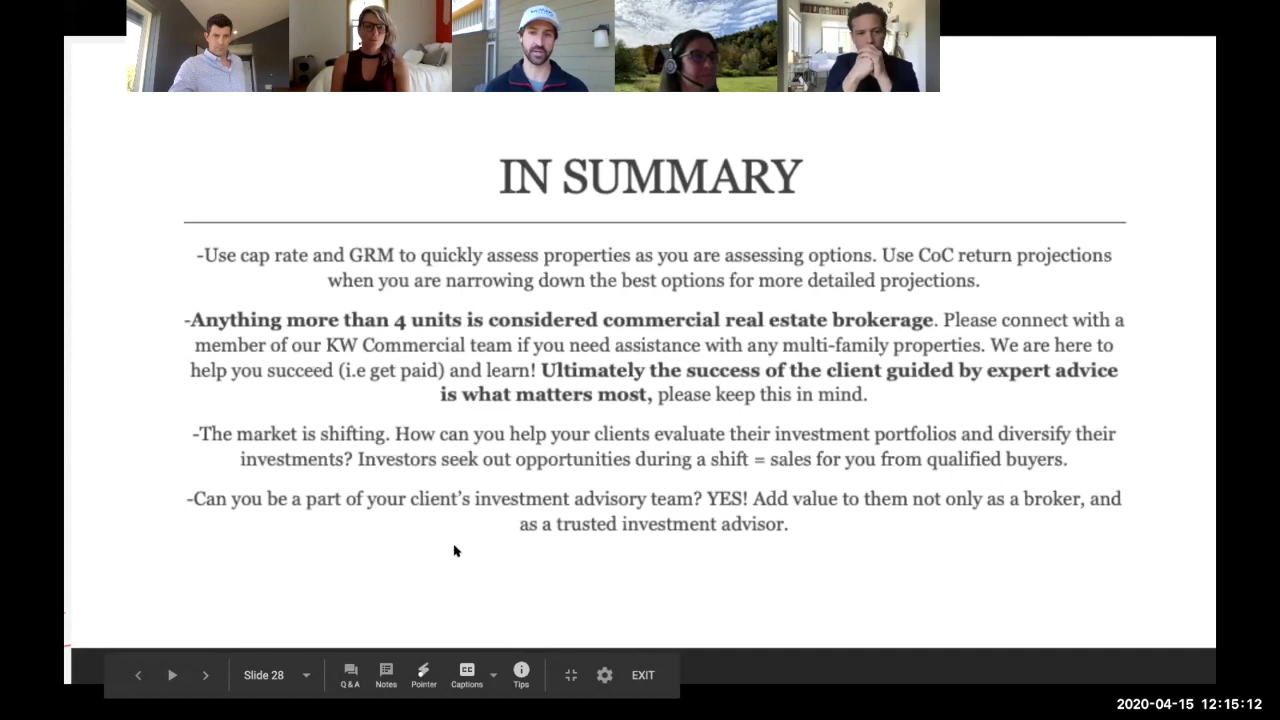 IN SUMMARY
-Use cap rate and GRM to quickly assess properties as you are assessing options. Use CoC return projections
when you are narrowing down the best options for more detailed projections.
-Anything more than 4 units is considered commercial real estate brokerage. Please connect with a
member of our KW Commercial team if you need assistance with any multi-family properties. We are here to
help you succeed (i.e get paid) and learn! Ultimately the success of the client guided by expert advice
is what matters most, please keep this in mind.
-The market is shifting. How can you help your clients evaluate their investment portfolios and diversify their
investments? Investors seek out opportunities during a shift = sales for you from qualified buyers.
-Can you be a part of your client's investment advisory team? YES! Add value to them not only as a broker, and
as a trusted investment advisor.
Slide 28
Q & A
Notes
Pointer
CC
Captions
Tips
EXIT
2020-04-15 12:15:12